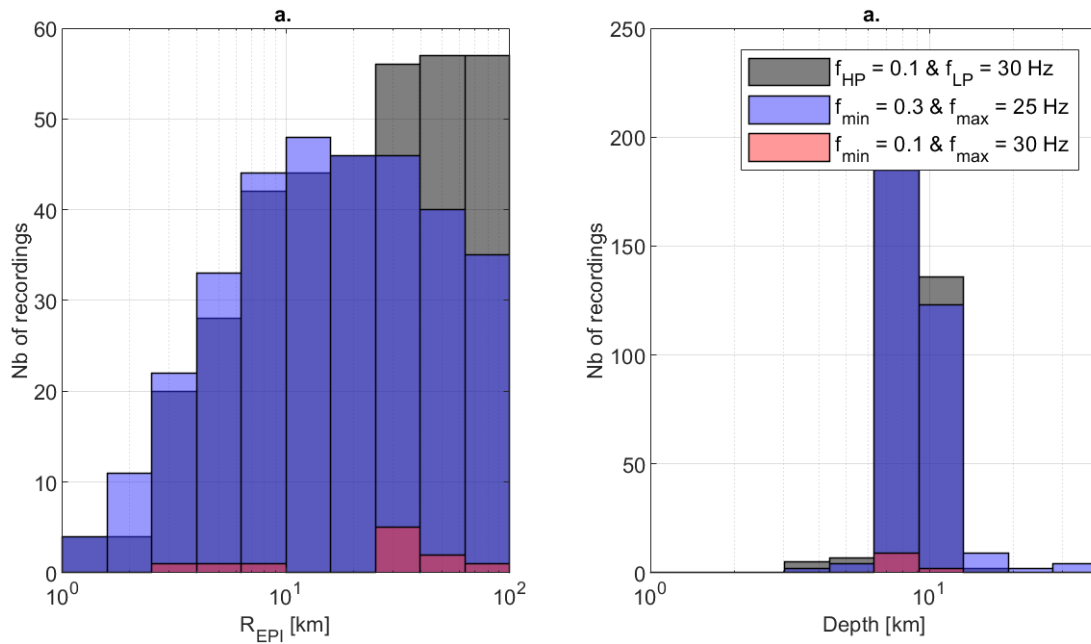 a.
60
50
40
30
20
10
0
Nb of recordings
10^0
10^1
10^2
R_EPI [km]
a.
250
200
150
100
50
0
Nb of recordings
10^0
10^1
Depth [km]
f_HP = 0.1 & f_LP = 30 Hz
f_min = 0.3 & f_max = 25 Hz
f_min = 0.1 & f_max = 30 Hz